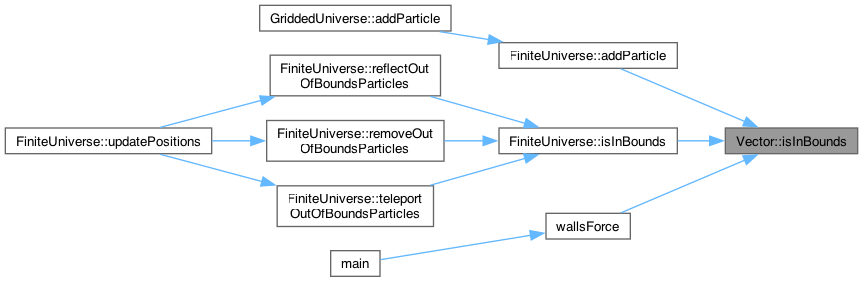 GriddedUniverse::addParticle
FiniteUniverse::addParticle
FiniteUniverse::reflectOut
OfBoundsParticles
FiniteUniverse::updatePositions
FiniteUniverse::removeOut
OfBoundsParticles
FiniteUniverse::isInBounds
Vector::isInBounds
FiniteUniverse::teleport
OutOfBoundsParticles
wallsForce
main